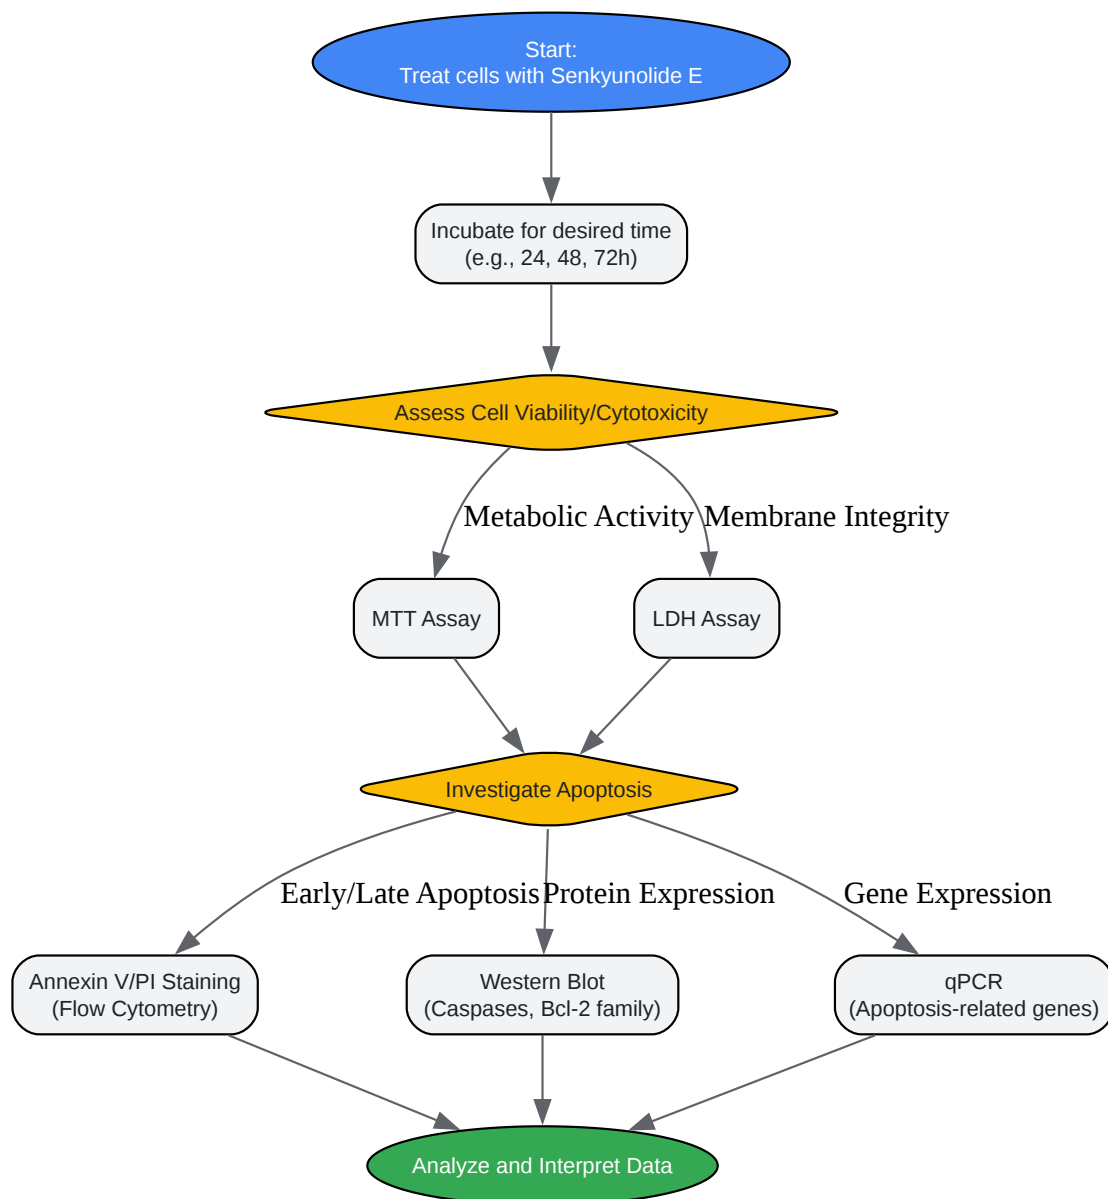 Start:
Treat cells with Senkyunolide E
Incubate for desired time
(e.g., 24, 48, 72h)
Assess Cell Viability/Cytotoxicity
Metabolic Activity
Membrane Integrity
MTT Assay
LDH Assay
Investigate Apoptosis
Early/Late Apoptosis
Protein Expression
Gene Expression
Annexin V/PI Staining
(Flow Cytometry)
Western Blot
(Caspases, Bcl-2 family)
qPCR
(Apoptosis-related genes)
Analyze and Interpret Data